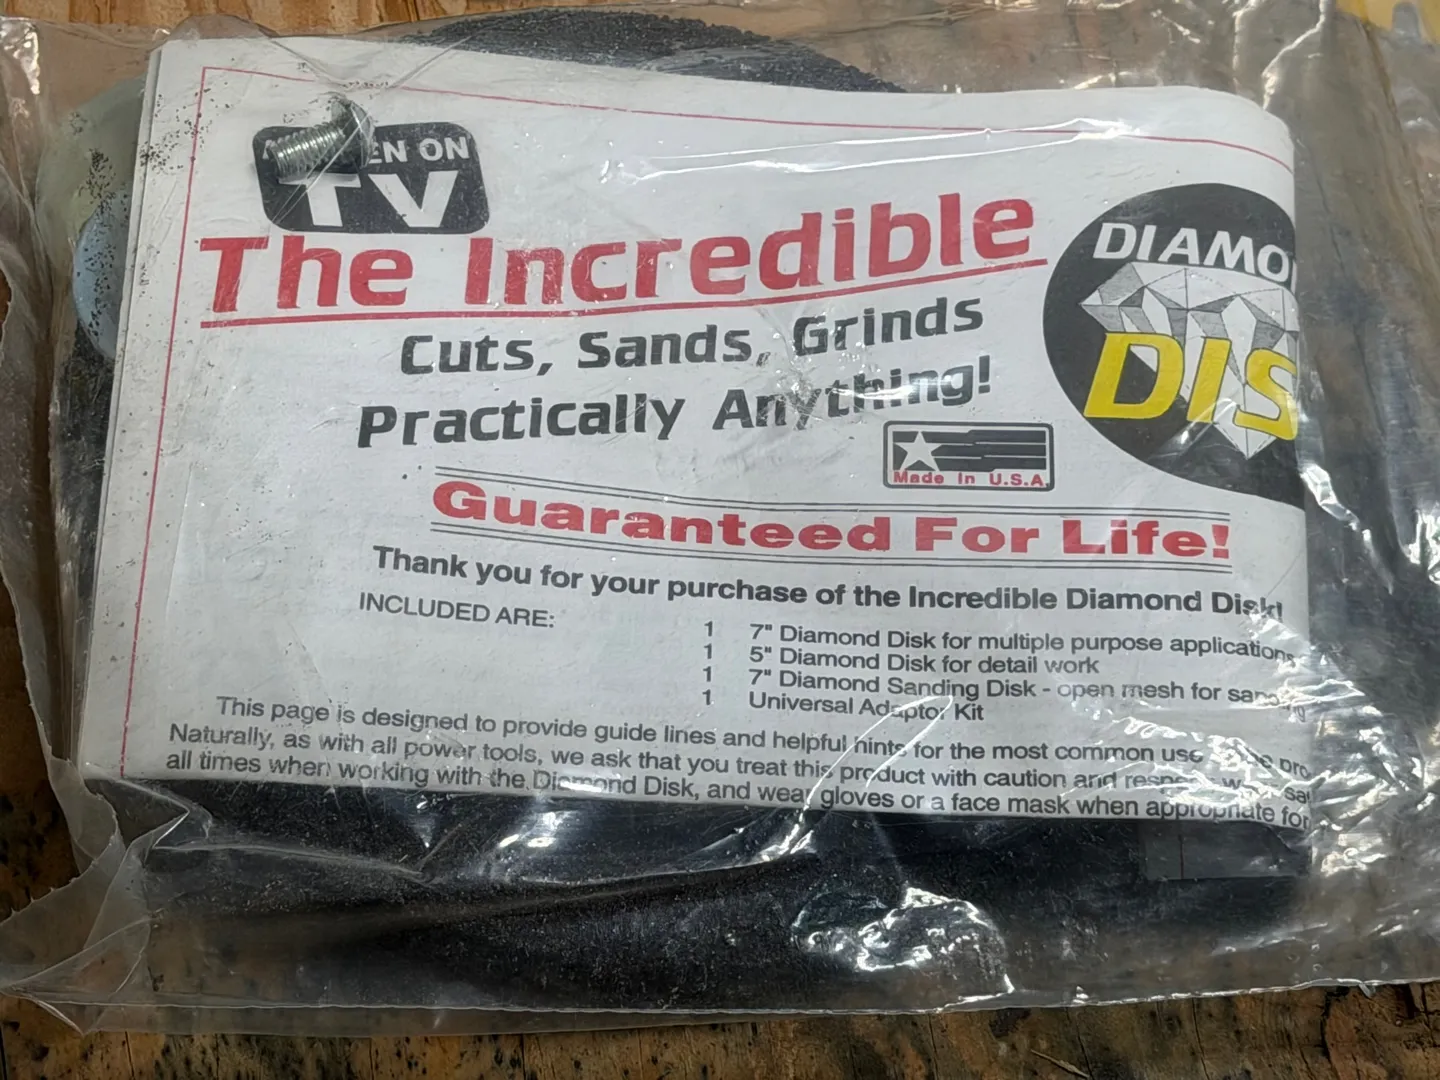 EN ON
TV
The Incredible
Cuts, Sands, Grinds
Practically Anything!
DIAMO
DIS
Made In U.S.A.
Guaranteed For Life!
Thank you for your purchase of the Incredible Diamond Disk!
INCLUDED ARE:
1 7" Diamond Disk for multiple purpose applications
1 5" Diamond Disk for detail work
1 7" Diamond Sanding Disk - open mesh for
1 Universal Adaptor Kit
This page is designed to provide guide lines and helpful hints for the most common use
Naturally, as with all power tools, we ask that you treat this product with caution and
all times when working with the Diamond Disk, and wear gloves or a face mask when appropriate for